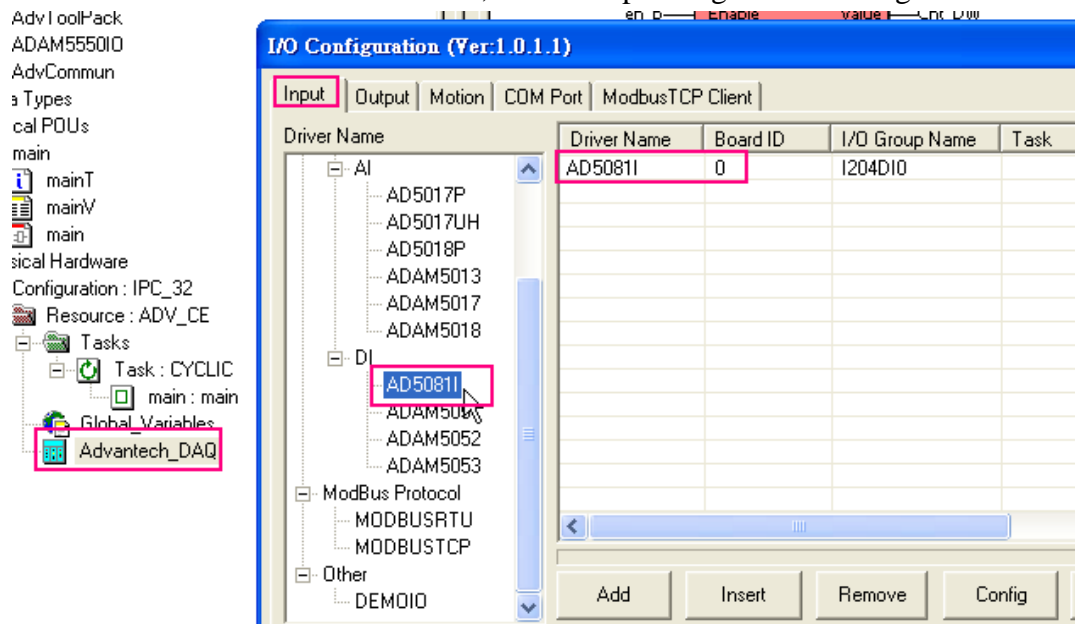 AdvToolPack
ADAM5550IO
AdvCommun
a Types
cal POUs
main
mainT
mainV
main
sical Hardware
Configuration : IPC_32
Resource : ADV_CE
Tasks
Task : CYCLIC
main : main
Global_Variables
Advantech_DAQ
en_b
Enable
Value
Cnt_DW
I/O Configuration (Ver:1.0.1.1)
Input Output Motion COM Port ModbusTCP Client
Driver Name
AI
AD5017P
AD5017UH
AD5018P
ADAM5013
ADAM5017
ADAM5018
DI
AD5081I
ADAM5052
ADAM5053
ModBus Protocol
MODBUSRTU
MODBUSTCP
Other
DEMOIO
Driver Name Board ID I/O Group Name Task
AD5081I 0 I204DI0
Add Insert Remove Config